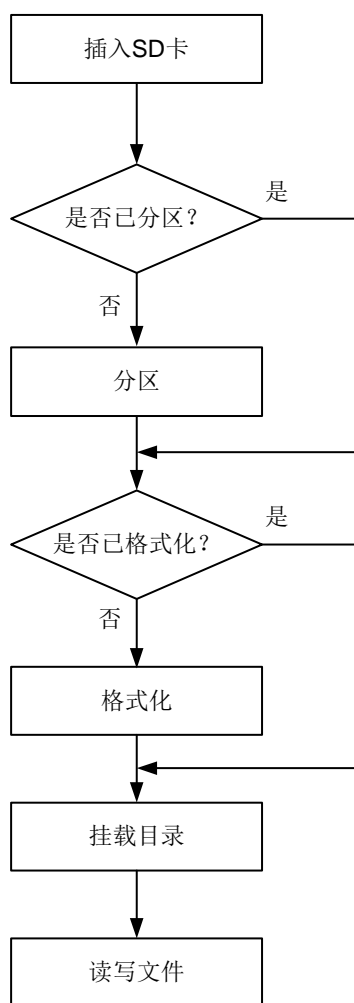 插入SD卡
是否已分区？
是
否
分区
是否已格式化？
是
否
格式化
挂载目录
读写文件